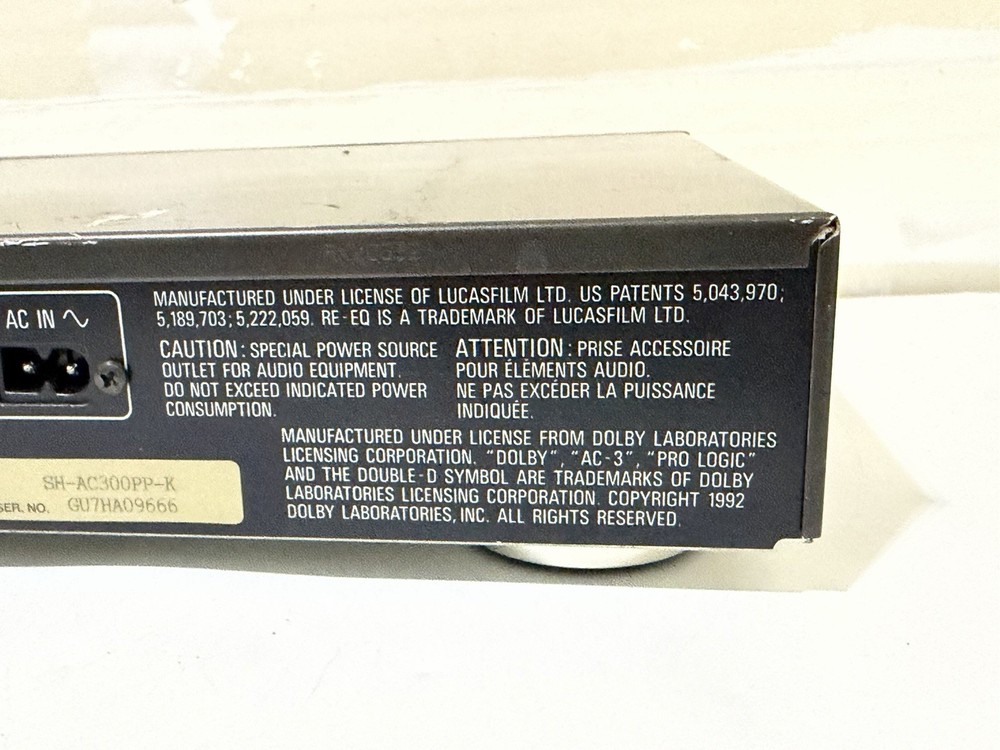 AC IN
MANUFACTURED UNDER LICENSE OF LUCASFILM LTD. US PATENTS 5,043,970;
5,189,703; 5,222,059. RE-EQ IS A TRADEMARK OF LUCASFILM LTD.
CAUTION: SPECIAL POWER SOURCE
OUTLET FOR AUDIO EQUIPMENT.
DO NOT EXCEED INDICATED POWER
CONSUMPTION.
ATTENTION: PRISE ACCESSOIRE
POUR ÉLÉMENTS AUDIO.
NE PAS EXCÉDER LA PUISSANCE
INDIQUÉE.
MANUFACTURED UNDER LICENSE FROM DOLBY LABORATORIES
LICENSING CORPORATION. "DOLBY", "AC-3", "PRO LOGIC"
AND THE DOUBLE-D SYMBOL ARE TRADEMARKS OF DOLBY
LABORATORIES LICENSING CORPORATION. COPYRIGHT 1992
DOLBY LABORATORIES, INC. ALL RIGHTS RESERVED.
SH-AC300PP-K
SER. NO. GU7HA09666